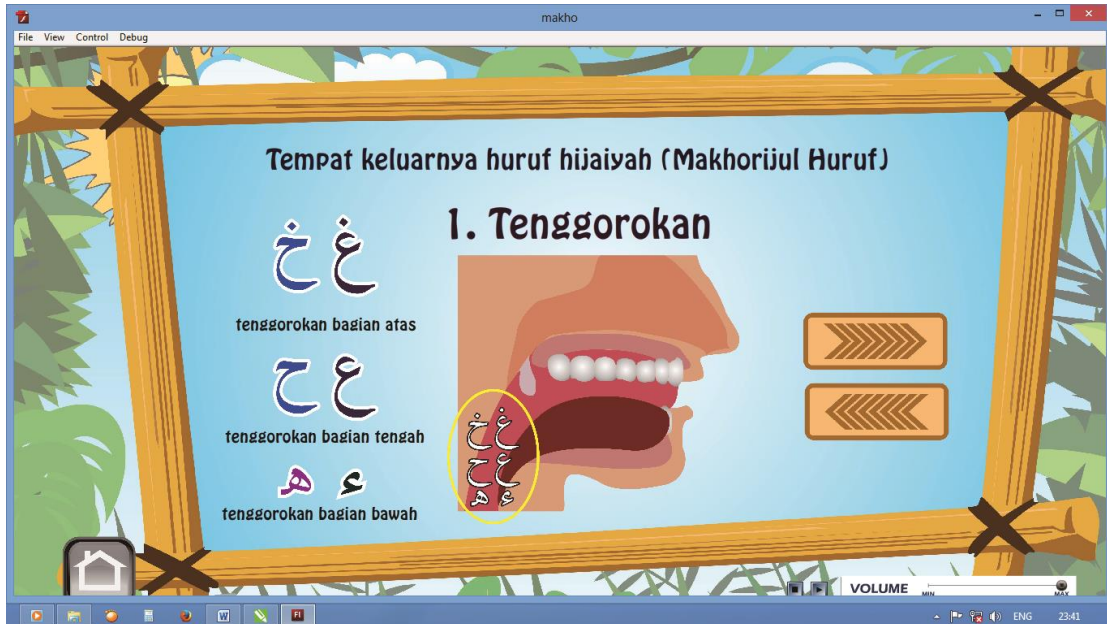 makho
File View Control Debug
Tempat keluarnya huruf hijaiyah (Makhorijul Huruf)
1. Tenggorokan
غ خ
tenggorokan bagian atas
ع ح
tenggorokan bagian tengah
ء ه
tenggorokan bagian bawah
غ خ
ع ح
ء ه
VOLUME
MIN MAX
W
Fl
ENG 23:41